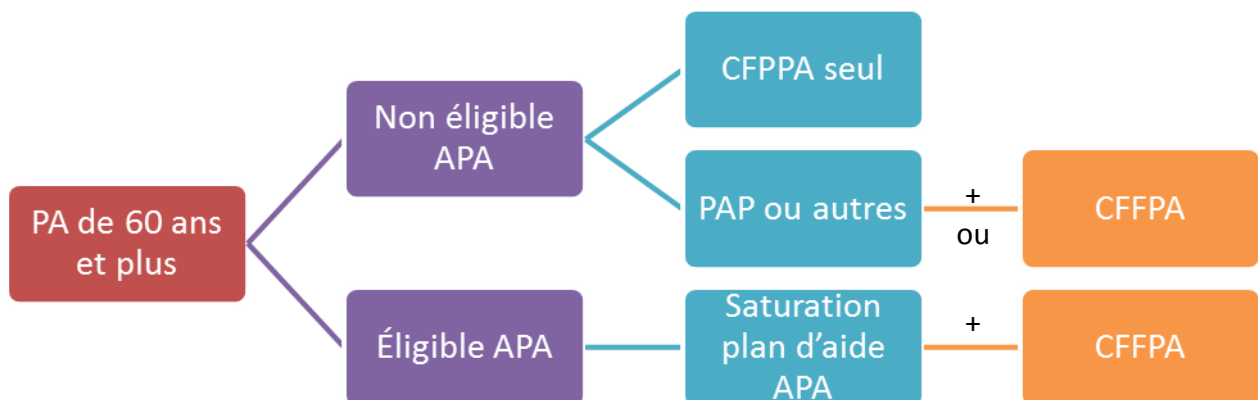 PA de 60 ans
et plus
Non éligible
APA
Éligible APA
CFPPA seul
PAP ou autres
+
ou
CFFPA
Saturation
plan d’aide
APA
+
CFFPA